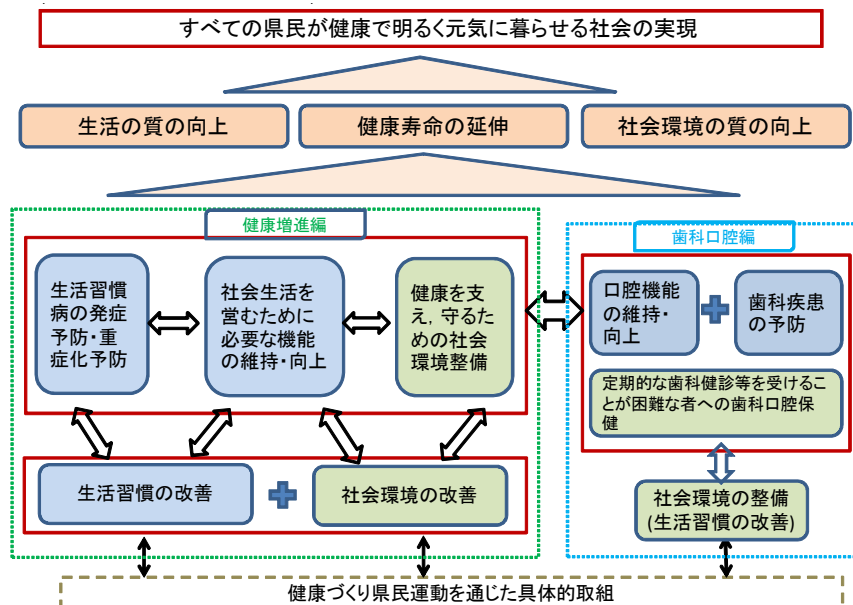 すべての県民が健康で明るく元気に暮らせる社会の実現
生活の質の向上
健康寿命の延伸
社会環境の質の向上
健康増進編
生活習慣
病の発症
予防・重
症化予防
社会生活を
営むために
必要な機能
の維持・向上
健康を支
え，守るた
めの社会
環境整備
生活習慣の改善
社会環境の改善
歯科口腔編
口腔機能
の維持・
向上
歯科疾患
の予防
定期的な歯科健診等を受けるこ
とが困難な者への歯科口腔保
健
社会環境の整備
(生活習慣の改善)
健康づくり県民運動を通じた具体的取組